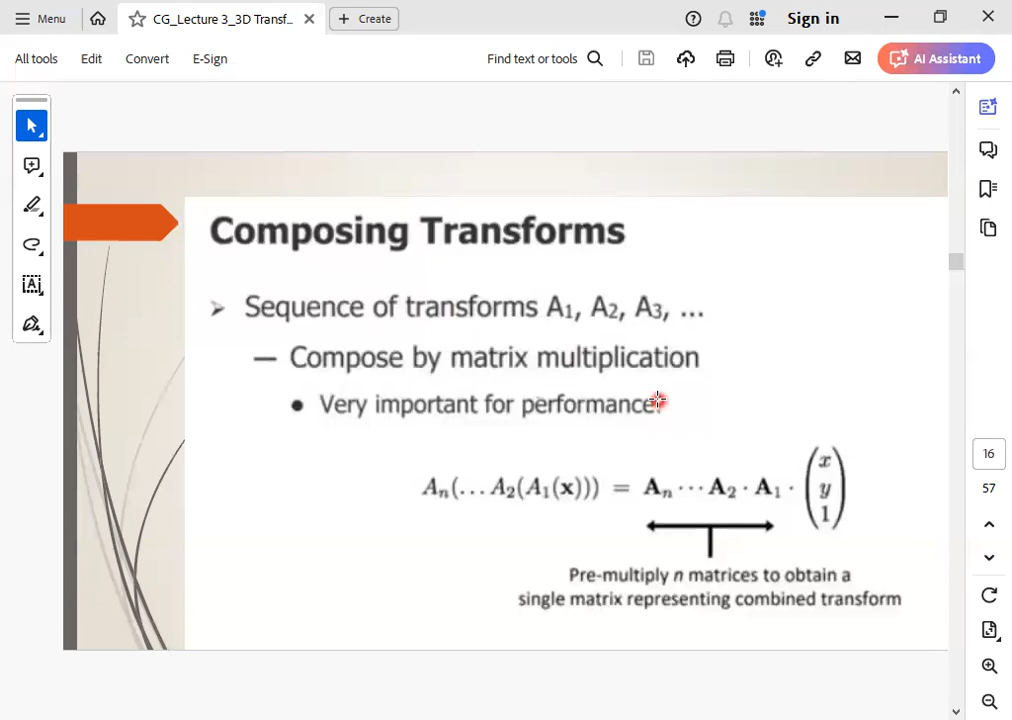 Menu
CG_Lecture 3_3D Transf...
Create
Sign in
All tools
Edit
Convert
E-Sign
Find text or tools
AI Assistant
Composing Transforms
➢ Sequence of transforms A₁, A₂, A₃, ...
— Compose by matrix multiplication
● Very important for performance!
Aₙ(...A₂(A₁(x))) = Aₙ ··· A₂ · A₁ · (x y 1)
Pre-multiply n matrices to obtain a
single matrix representing combined transform
16
57